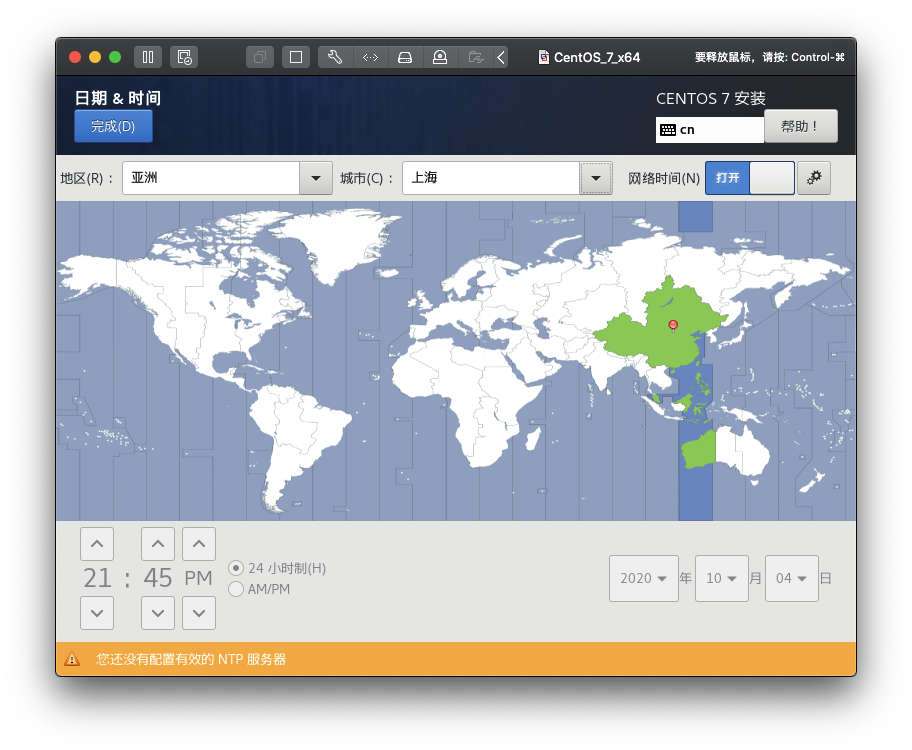 CentOS_7_x64
要释放鼠标，请按: Control-⌘
日期 & 时间
CENTOS 7 安装
完成(D)
cn
帮助！
地区(R)：
亚洲
城市(C)：
上海
网络时间(N)
打开
21 : 45 PM
24 小时制(H)
AM/PM
2020 年 10 月 04 日
您还没有配置有效的 NTP 服务器